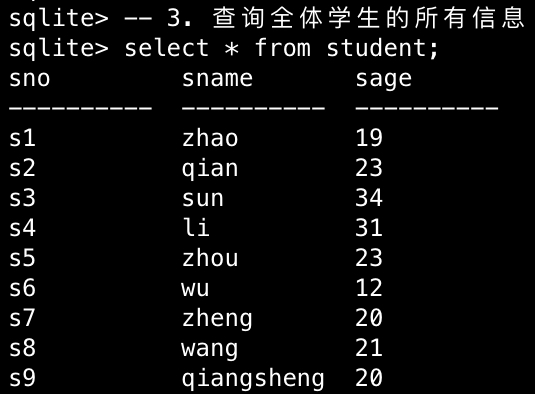 sqlite> -- 3. 查询全体学生的所有信息
sqlite> select * from student;
sno         sname       sage
----------  ----------  ----------
s1          zhao        19
s2          qian        23
s3          sun         34
s4          li          31
s5          zhou        23
s6          wu          12
s7          zheng       20
s8          wang        21
s9          qiangsheng  20